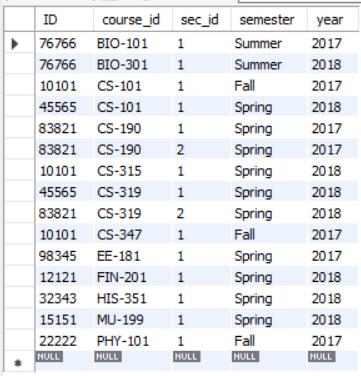 ID course_id sec_id semester year
76766 BIO-101 1 Summer 2017
76766 BIO-301 1 Summer 2018
10101 CS-101 1 Fall 2017
45565 CS-101 1 Spring 2018
83821 CS-190 1 Spring 2017
83821 CS-190 2 Spring 2017
10101 CS-315 1 Spring 2018
45565 CS-319 1 Spring 2018
83821 CS-319 2 Spring 2018
10101 CS-347 1 Fall 2017
98345 EE-181 1 Spring 2017
12121 FIN-201 1 Spring 2018
32343 HIS-351 1 Spring 2018
15151 MU-199 1 Spring 2018
22222 PHY-101 1 Fall 2017
NULL NULL NULL NULL NULL